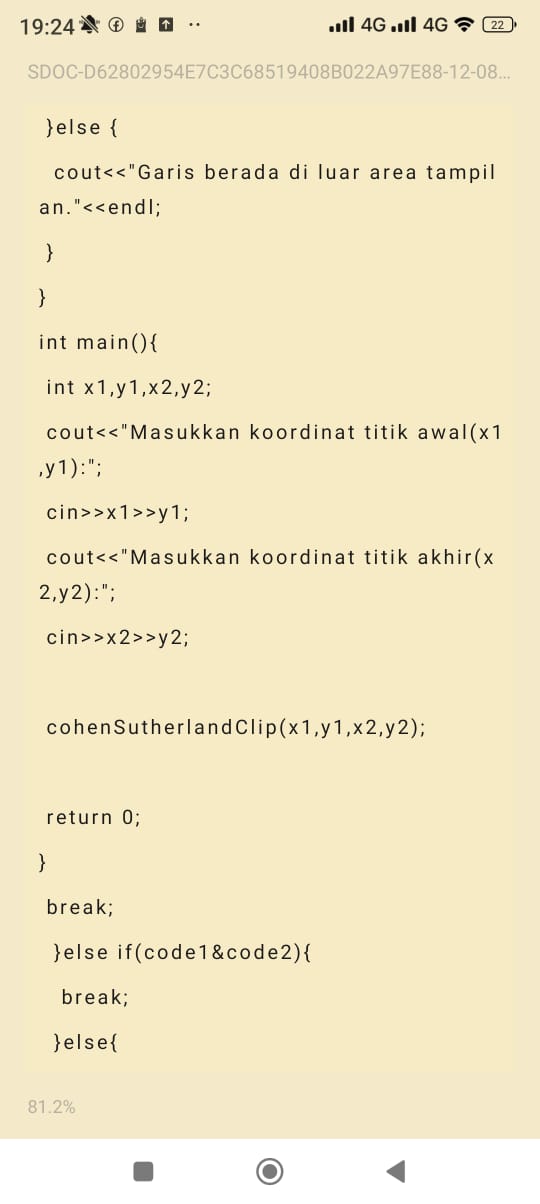 19:24
4G 4G 22
SDOC-D62802954E7C3C68519408B022A97E88-12-08...
}else {
cout<<"Garis berada di luar area tampil
an."<<endl;
}
}
int main(){
int x1,y1,x2,y2;
cout<<"Masukkan koordinat titik awal(x1
,y1):";
cin>>x1>>y1;
cout<<"Masukkan koordinat titik akhir(x
2,y2):";
cin>>x2>>y2;
cohenSutherlandClip(x1,y1,x2,y2);
return 0;
}
break;
}else if(code1&code2){
break;
}else{
81.2%